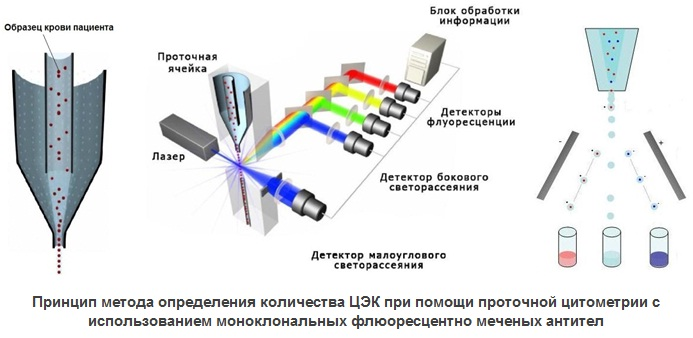 Образец крови пациента
Проточная
ячейка
Лазер
Блок обработки
информации
Детекторы
флуоресценции
Детектор бокового
светорассеяния
Детектор малоуглового
светорассеяния
- +
Принцип метода определения количества ЦЭК при помощи проточной цитометрии с
использованием моноклональных флюоресцентно меченых антител